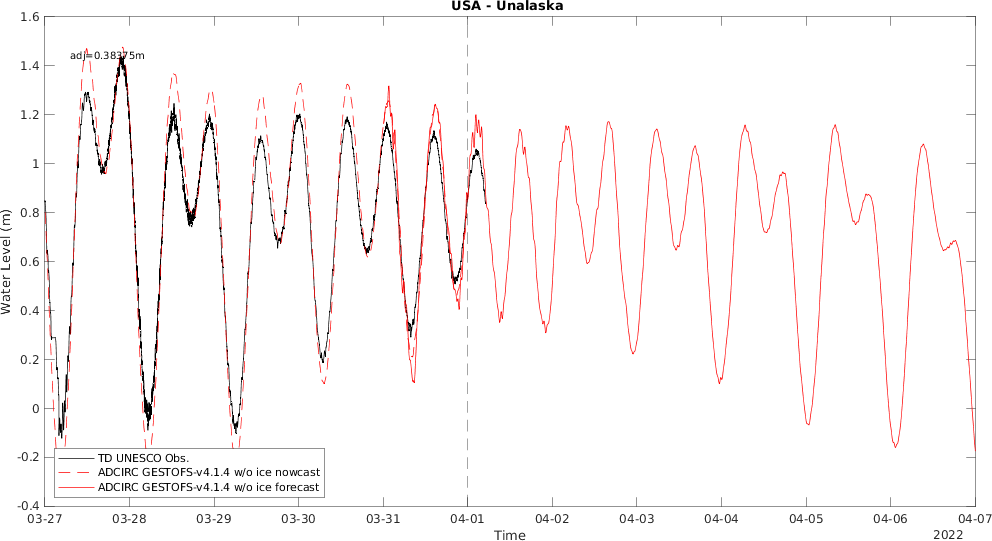 USA - Unalaska
adj=0.38375m
Water Level (m)
1.6
1.4
1.2
1
0.8
0.6
0.4
0.2
0
-0.2
-0.4
TD UNESCO Obs.
ADCIRC GESTOFS-v4.1.4 w/o ice nowcast
ADCIRC GESTOFS-v4.1.4 w/o ice forecast
03-27 03-28 03-29 03-30 03-31 04-01 04-02 04-03 04-04 04-05 04-06 04-07
Time
2022